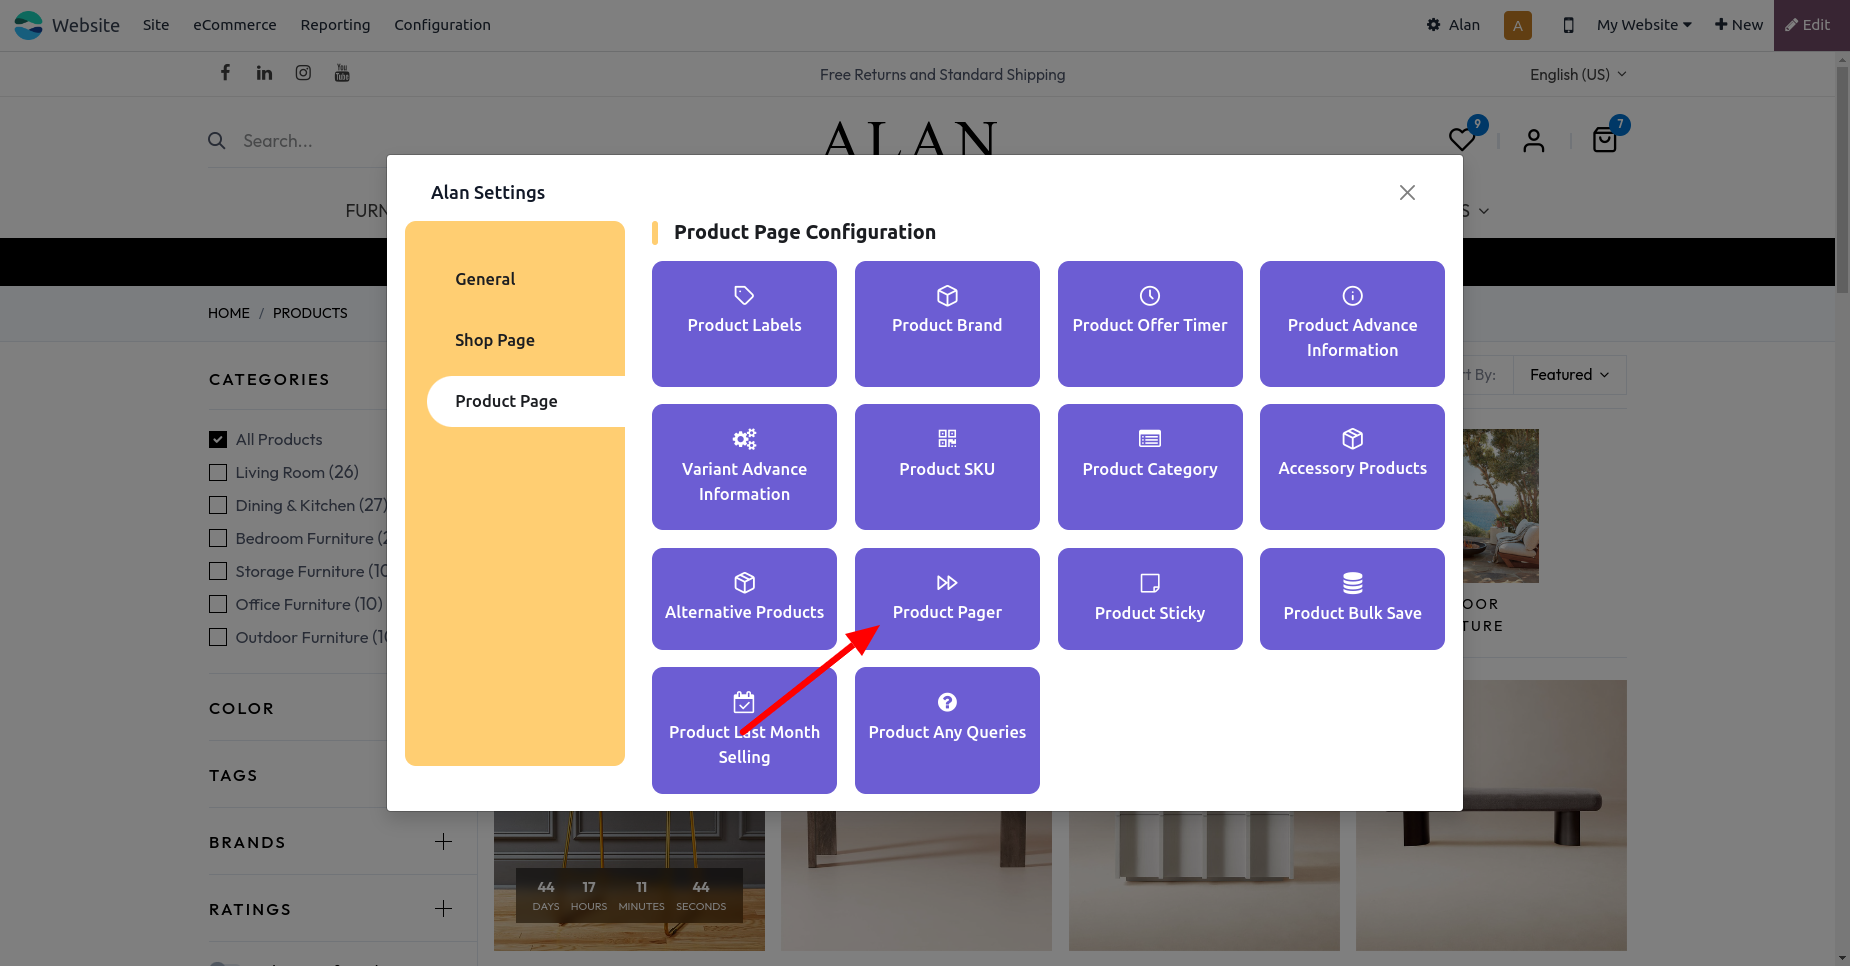 Website
Site
eCommerce
Reporting
Configuration
Alan
A
My Website
New
Edit
Free Returns and Standard Shipping
English (US)
Search...
ALAN
9
7
FURN
S
Alan Settings
General
Shop Page
Product Page
Product Page Configuration
Product Labels
Product Brand
Product Offer Timer
Product Advance
Information
Variant Advance
Information
Product SKU
Product Category
Accessory Products
Alternative Products
Product Pager
Product Sticky
Product Bulk Save
Product Last Month
Selling
Product Any Queries
HOME / PRODUCTS
CATEGORIES
All Products
Living Room (26)
Dining & Kitchen (27)
Bedroom Furniture (2
Storage Furniture (10
Office Furniture (10)
Outdoor Furniture (10
COLOR
TAGS
BRANDS
RATINGS
rt By:
Featured
OOR
TURE
44 17 11 44
DAYS HOURS MINUTES SECONDS